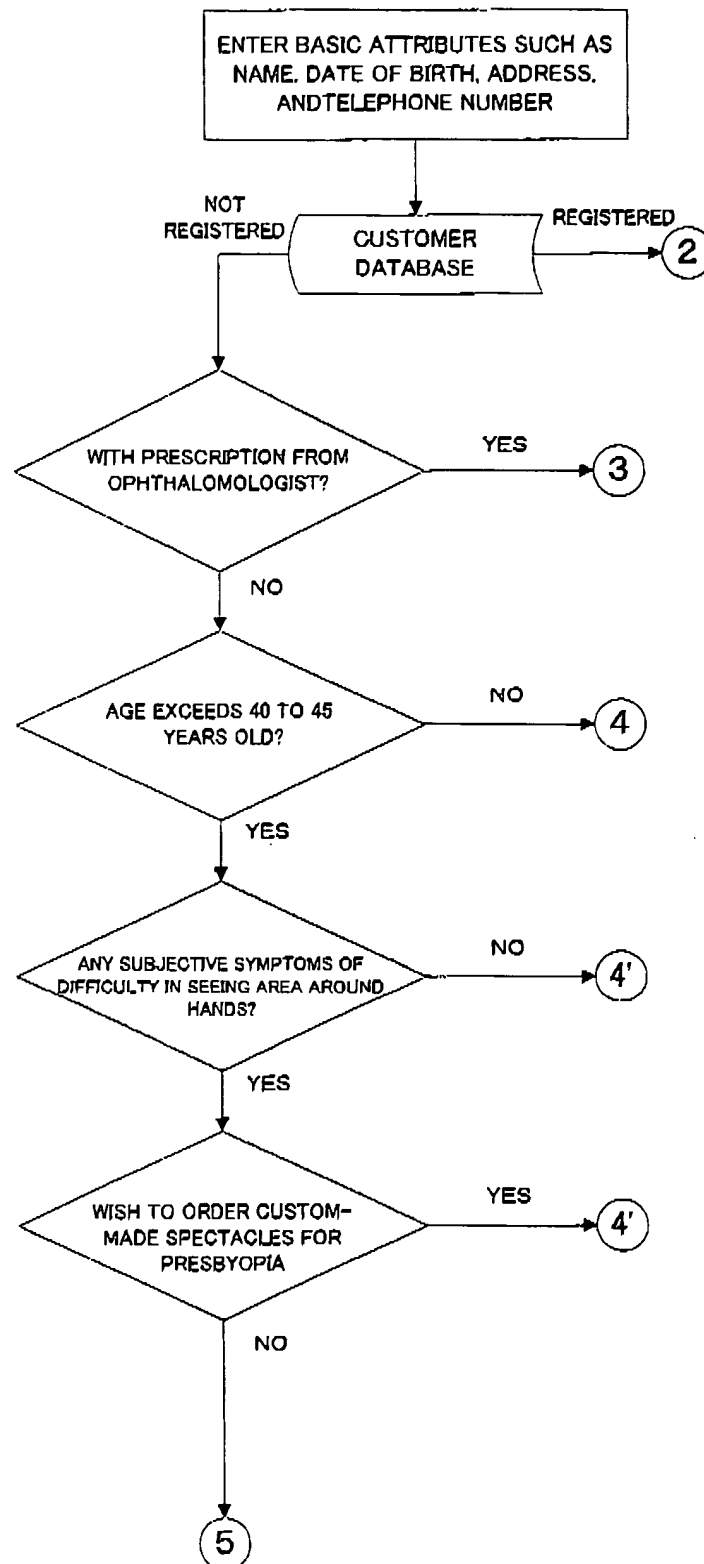 ENTER BASIC ATTRIBUTES SUCH AS
NAME, DATE OF BIRTH, ADDRESS,
ANDTELEPHONE NUMBER
NOT
REGISTERED
CUSTOMER
DATABASE
REGISTERED
2
WITH PRESCRIPTION FROM
OPHTHALOMOLOGIST?
YES
3
NO
AGE EXCEEDS 40 TO 45
YEARS OLD?
NO
4
YES
ANY SUBJECTIVE SYMPTOMS OF
DIFFICULTY IN SEEING AREA AROUND
HANDS?
NO
4'
YES
WISH TO ORDER CUSTOM-
MADE SPECTACLES FOR
PRESBYOPIA
YES
4'
NO
5